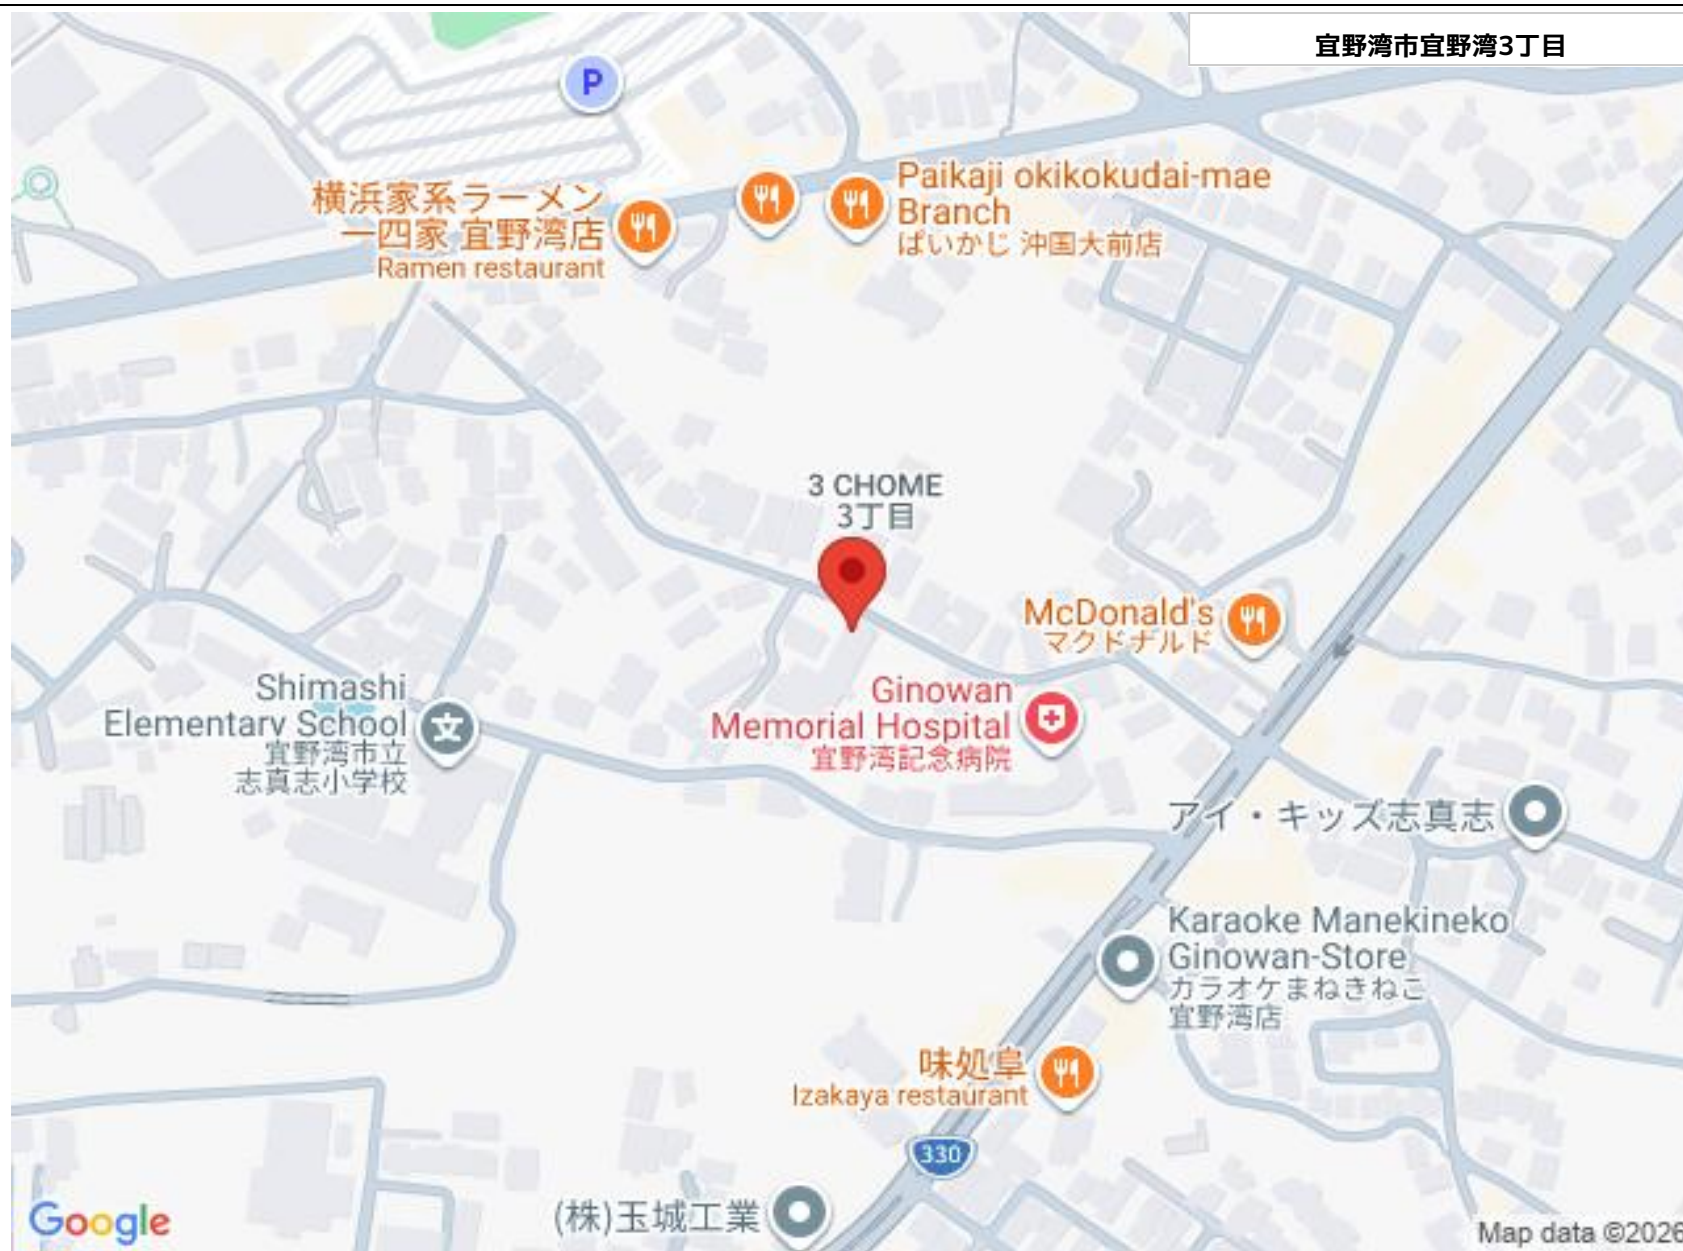 宜野湾市宜野湾3丁目
P
横浜家系ラーメン
一四家 宜野湾店
Ramen restaurant
Paikaji okikokudai-mae
Branch
ぱいかじ 沖国大前店
3 CHOME
3丁目
McDonald's
マクドナルド
Shimashi
Elementary School
宜野湾市立
志真志小学校
文
Ginowan
Memorial Hospital
宜野湾記念病院
アイ・キッズ志真志
Karaoke Manekineko
Ginowan-Store
カラオケまねきねこ
宜野湾店
味処阜
Izakaya restaurant
330
(株)玉城工業
Google
Map data ©2026